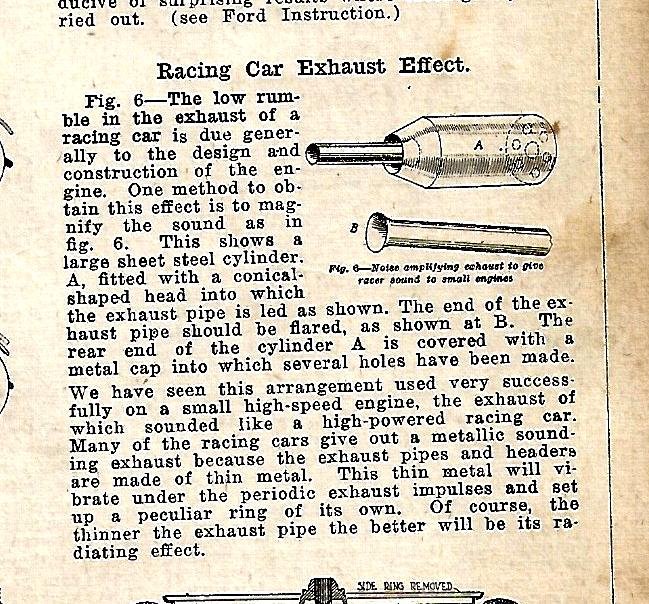 ried out. (see Ford Instruction.)
Racing Car Exhaust Effect.
Fig. 6—The low rum-
ble in the exhaust of a
racing car is due gener-
ally to the design and
construction of the en-
gine. One method to ob-
tain this effect is to mag-
nify the sound as in
fig. 6. This shows a
large sheet steel cylinder.
A, fitted with a conical-
shaped head into which
A
B
Fig. 6—Noise amplifying exhaust to give
racer sound to small engines
the exhaust pipe is led as shown. The end of the ex-
haust pipe should be flared, as shown at B. The
rear end of the cylinder A is covered with a
metal cap into which several holes have been made.
We have seen this arrangement used very success-
fully on a small high-speed engine, the exhaust of
which sounded like a high-powered racing car.
Many of the racing cars give out a metallic sound-
ing exhaust because the exhaust pipes and headers
are made of thin metal. This thin metal will vi-
brate under the periodic exhaust impulses and set
up a peculiar ring of its own. Of course, the
thinner the exhaust pipe the better will be its ra-
diating effect.
SIDE RING REMOVED